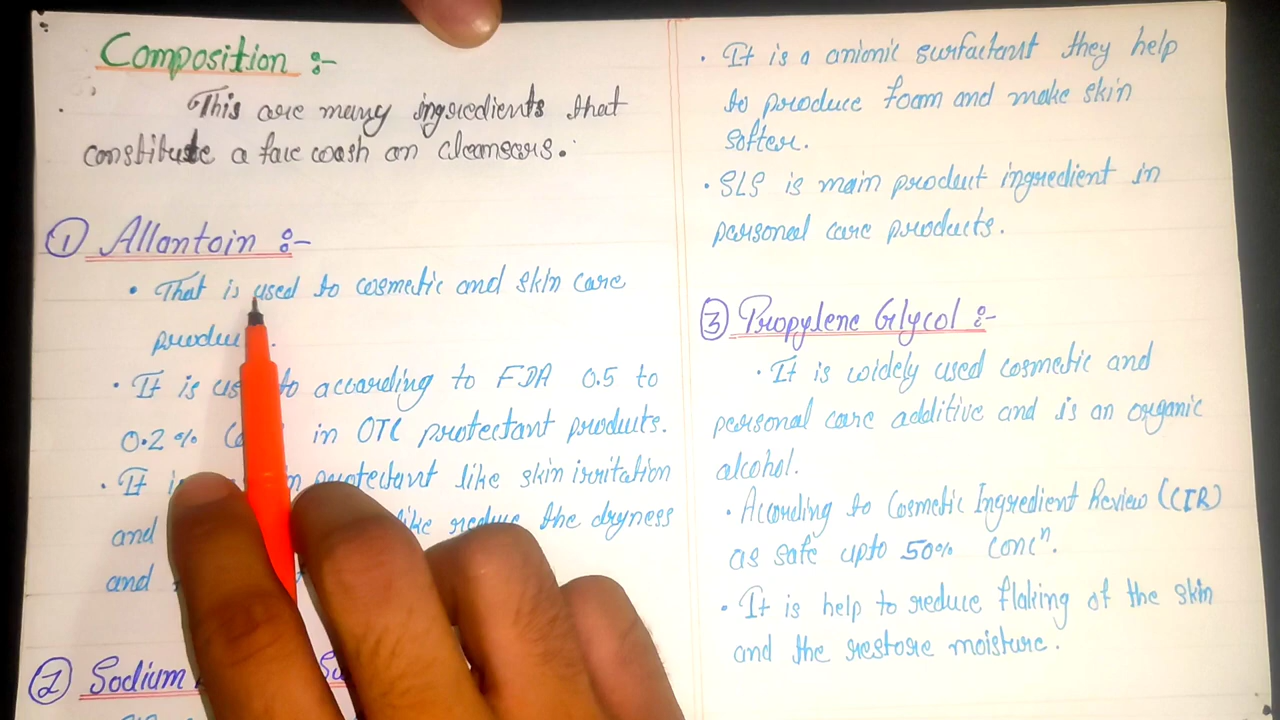 Composition :-
This are many ingredients that
constitute a face wash an cleansars.
① Allantoin :-
• That is used to cosmetic and skin care
• It is to according to FDA 0.5 to
0.2 % in OTC protectant products.
• It protectant like skin irritation
and like reduce the dryness
and
② Sodium
• It is a anionic surfactant they help
to produce foam and make skin
softer.
• SLS is main product ingredient in
personal care products.
③ Propylene Glycol :-
• It is widely used cosmetic and
personal care additive and is an organic
alcohol.
• According to Cosmetic Ingredient Review (CIR)
as safe upto 50% concⁿ.
• It is help to reduce flaking of the skin
and the restore moisture.